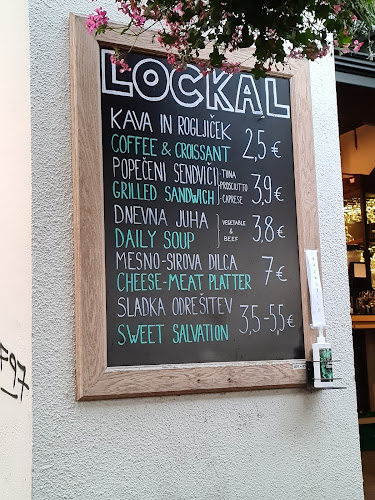 LOCKAL
KAVA IN ROGLJIČEK
COFFEE & CROISSANT 2,5 €
POPEČENI SENDVIČI - TUNA
- PROSCIUTTO
GRILLED SANDWICH - CAPRESE 3,9 €
DNEVNA JUHA VEGETABLE
&
DAILY SOUP BEEF 3,8 €
MESNO-SIROVA DILCA
CHEESE-MEAT PLATTER 7 €
SLADKA ODREŠITEV
SWEET SALVATION 3,5-5,5 €
97